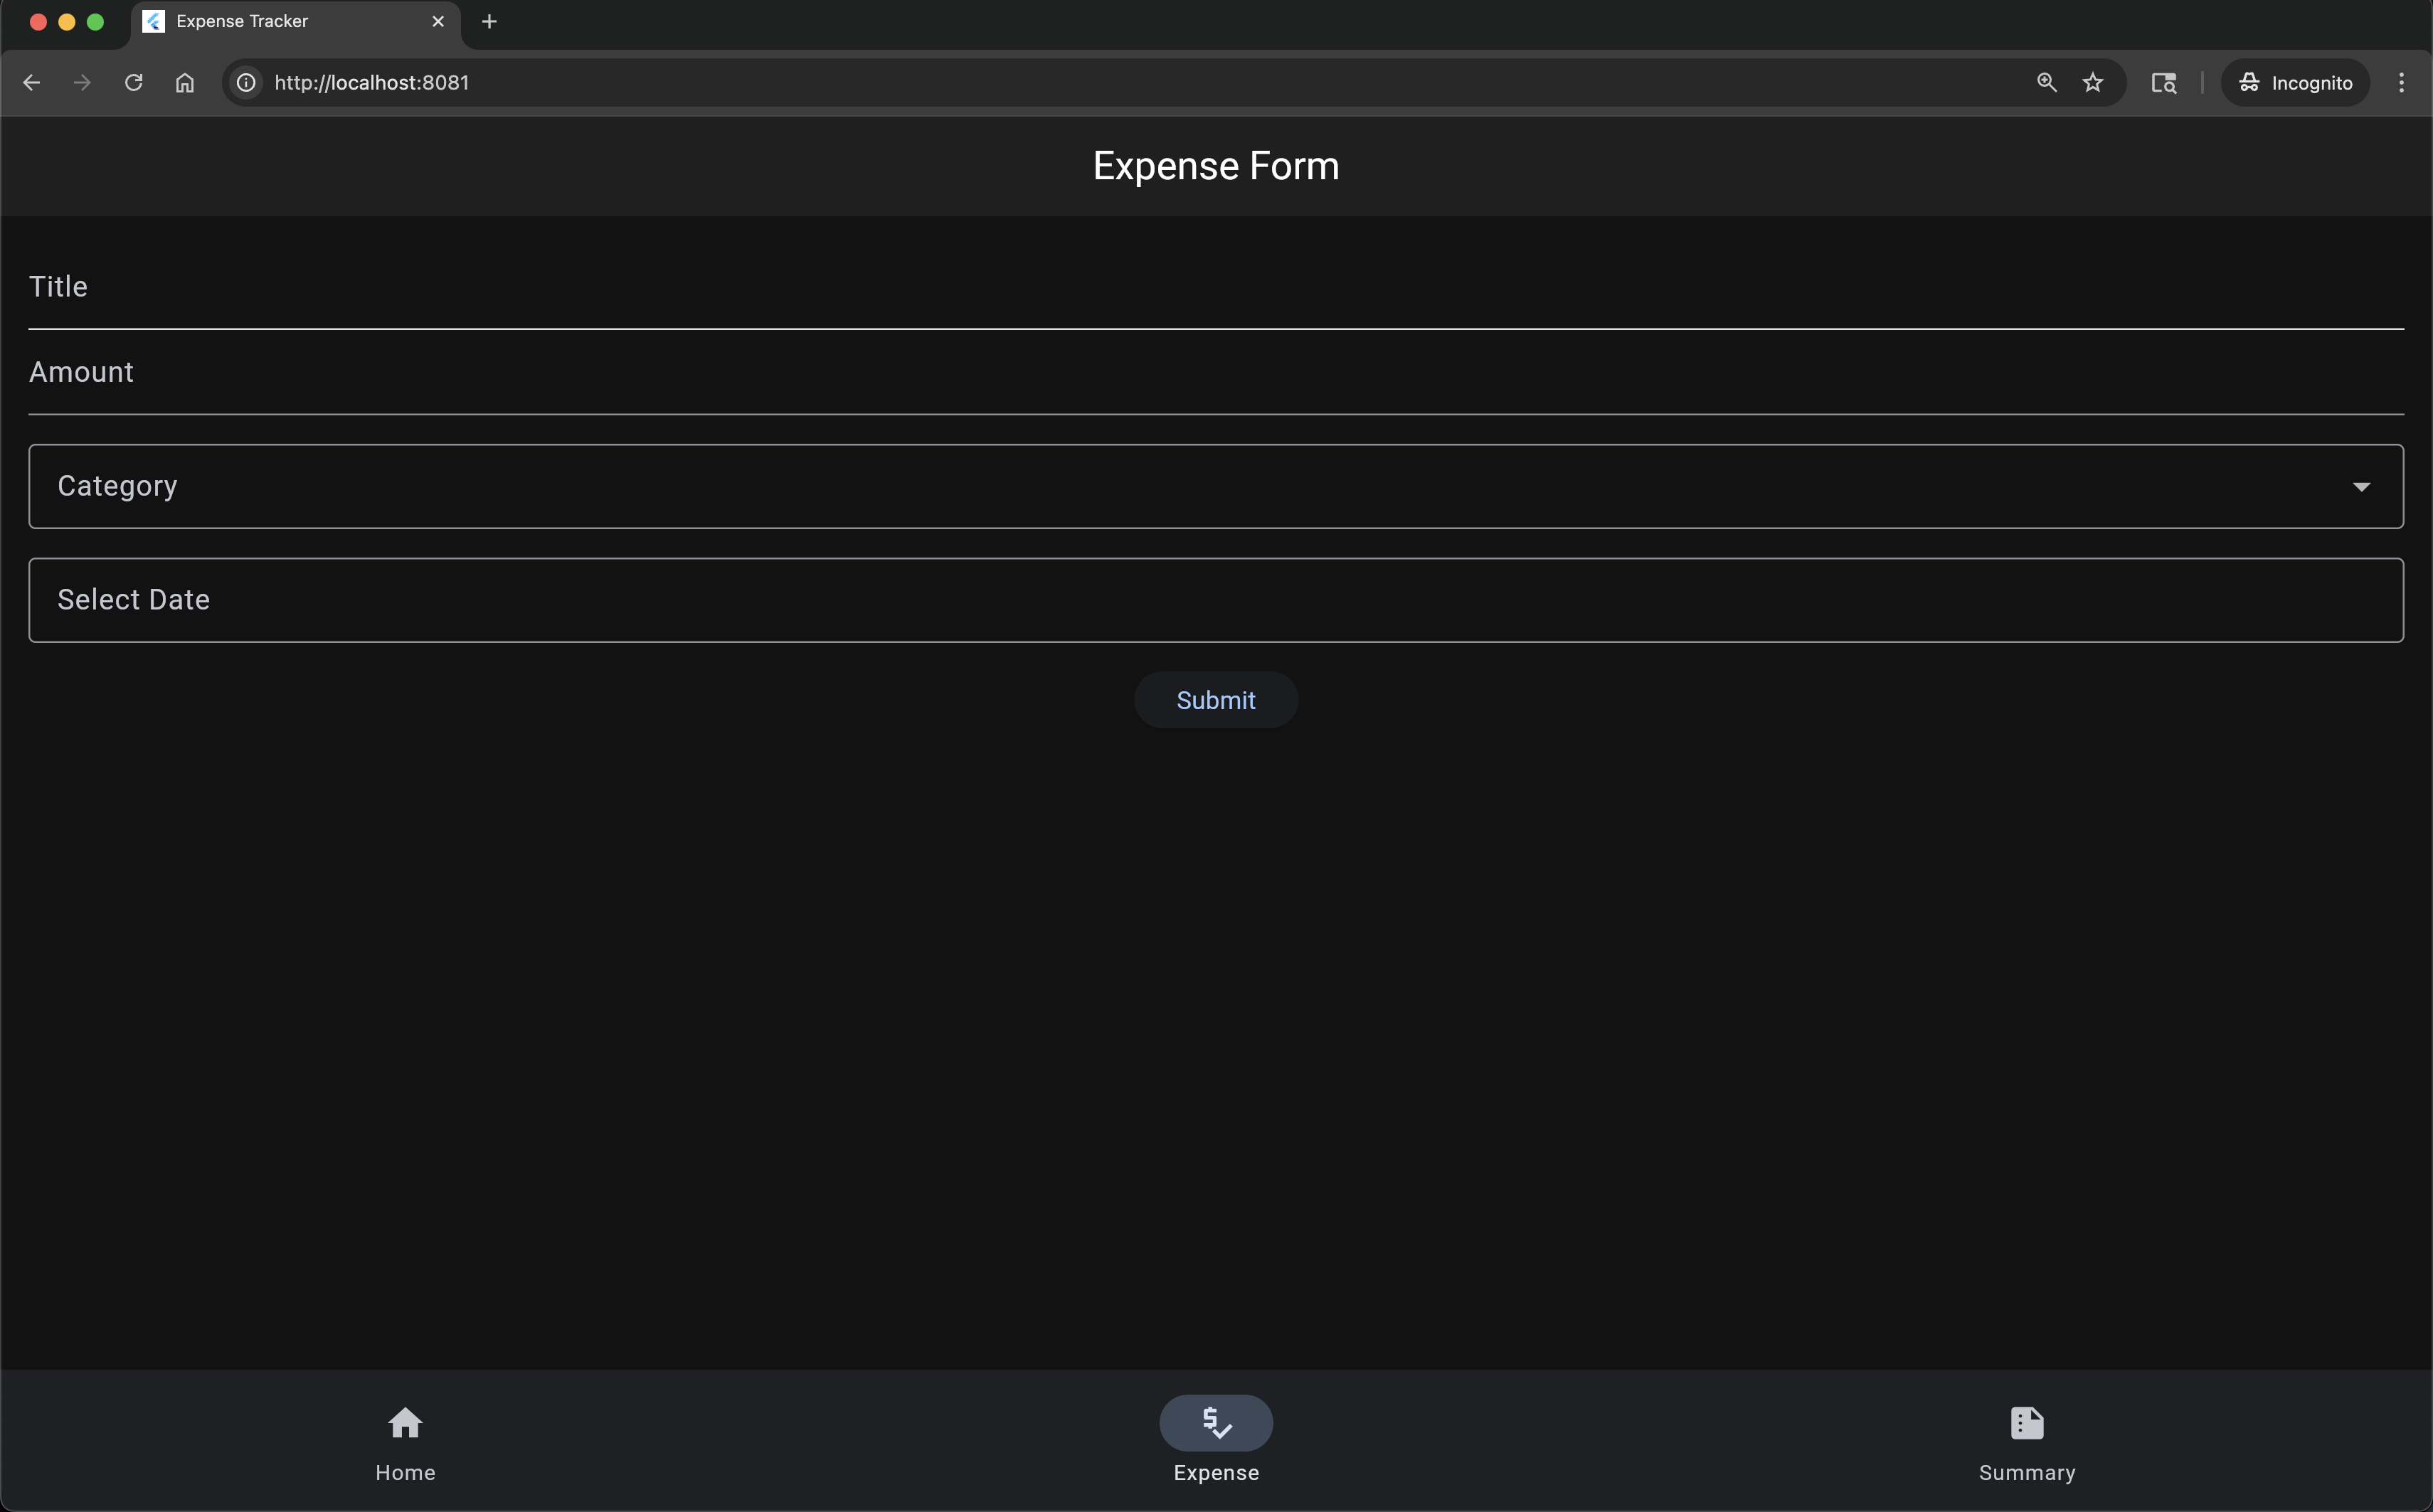 Expense Tracker
http://localhost:8081
Incognito
Expense Form
Title
Amount
Category
Select Date
Submit
Home
Expense
Summary